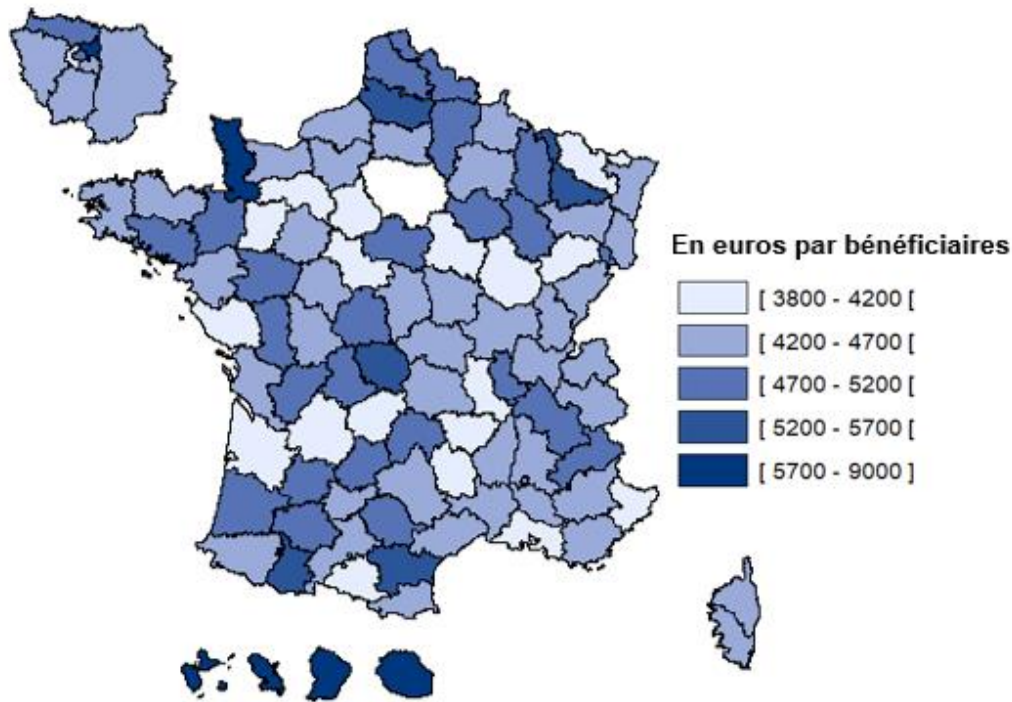 En euros par bénéficiaires
[ 3800 - 4200 [
[ 4200 - 4700 [
[ 4700 - 5200 [
[ 5200 - 5700 [
[ 5700 - 9000 ]